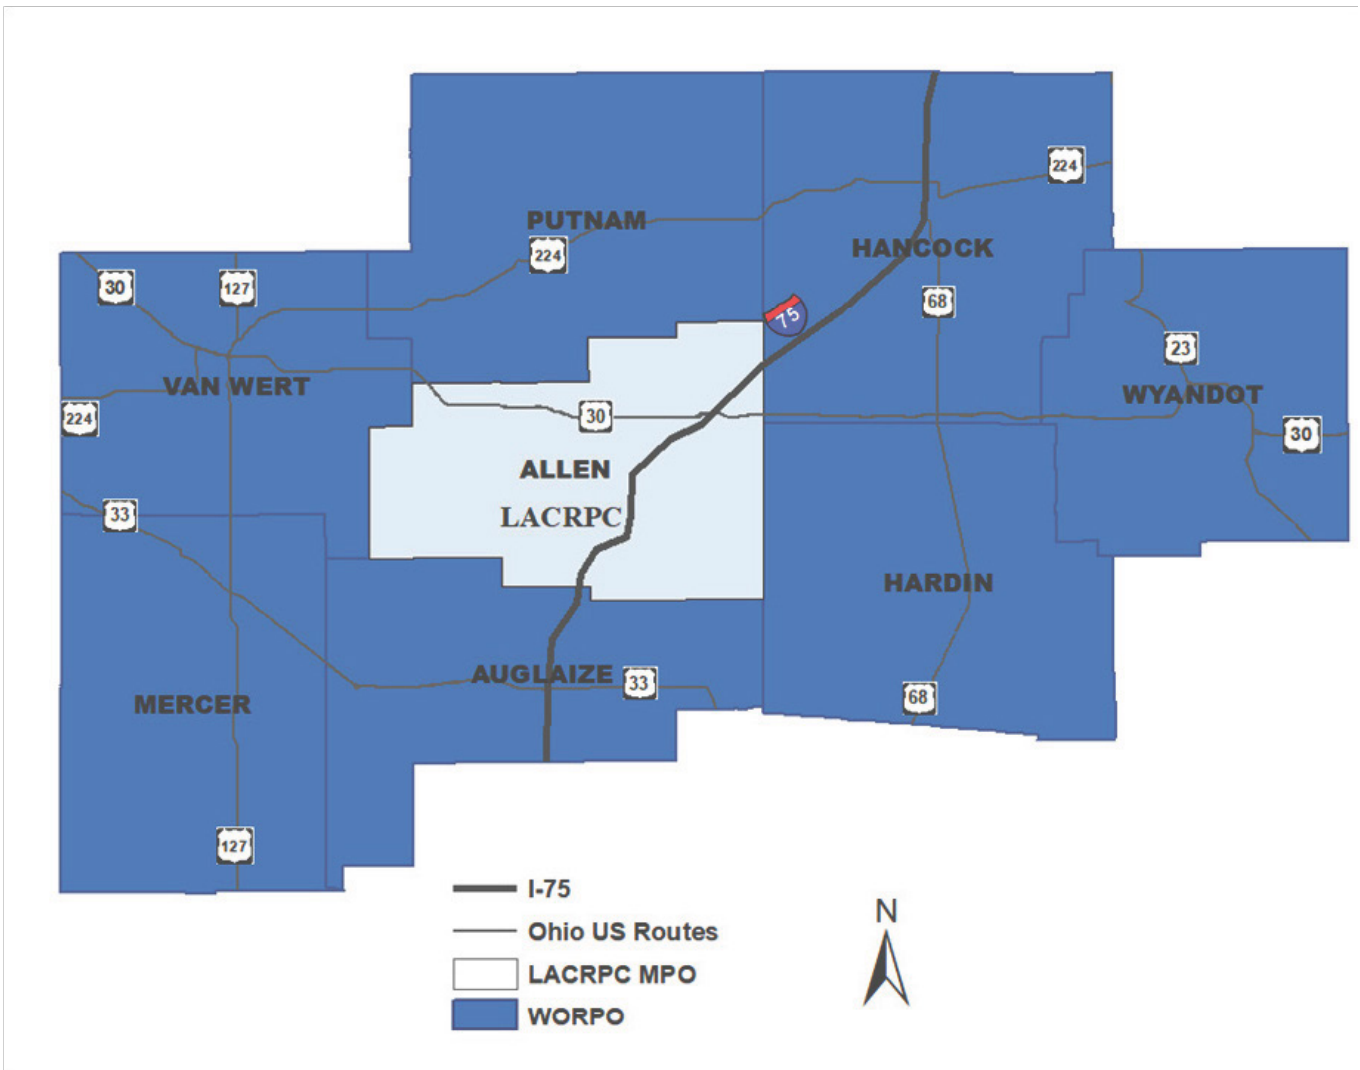 224
PUTNAM
HANCOCK
224
30
127
68
75
23
VAN WERT
WYANDOT
224
30
30
ALLEN
33
LACRPC
HARDIN
AUGLAIZE
33
68
MERCER
127
I-75
Ohio US Routes
LACRPC MPO
WORPO
N